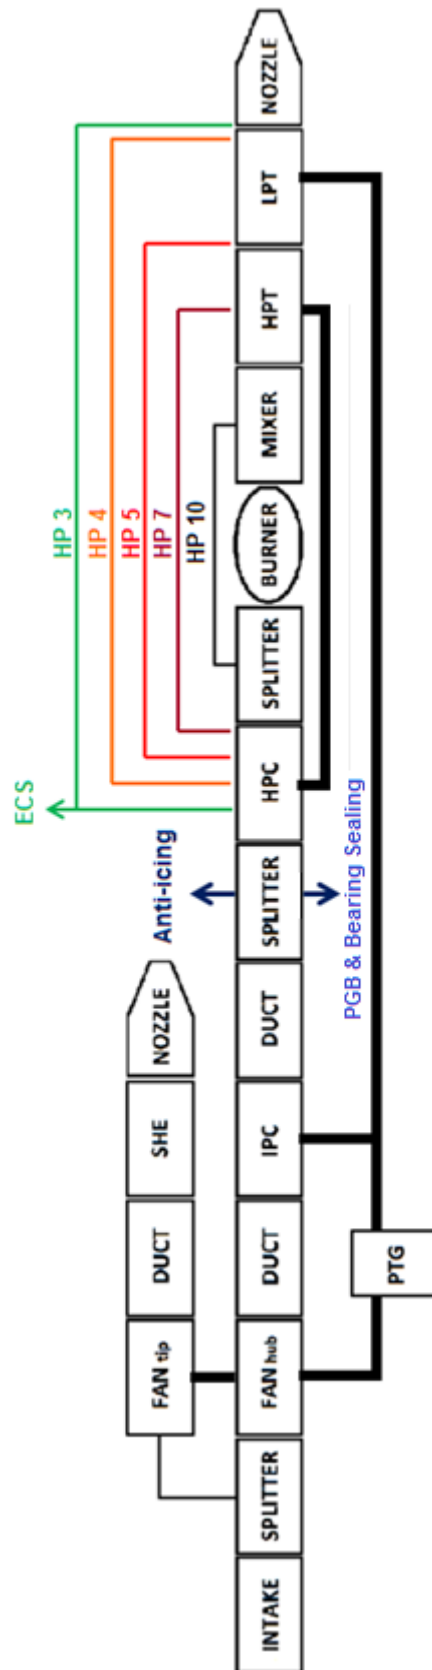 HP 3
HP 4
HP 5
HP 7
HP 10
ECS
Anti-icing
FAN tip
DUCT
SHE
NOZZLE
INTAKE
SPLITTER
FAN hub
DUCT
IPC
DUCT
SPLITTER
HPC
SPLITTER
BURNER
MIXER
HPT
LPT
NOZZLE
PGB & Bearing Sealing
PTG